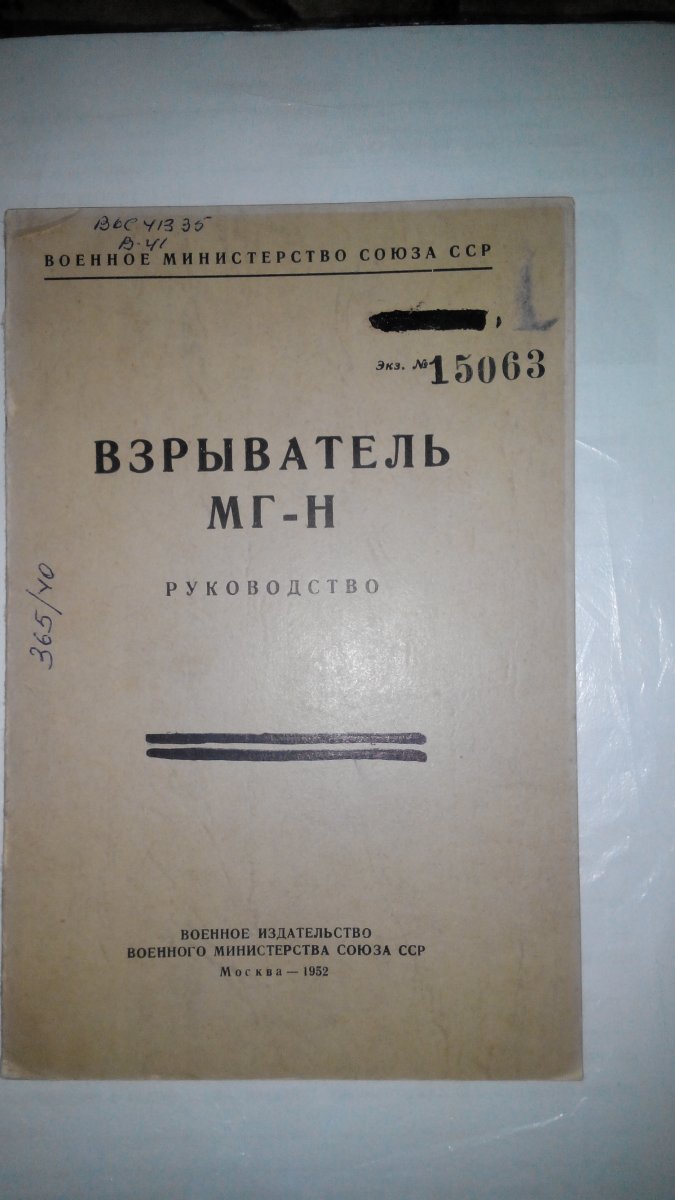 В-41
ВОЕННОЕ МИНИСТЕРСТВО СОЮЗА ССР
Экз. №15063
ВЗРЫВАТЕЛЬ
МГ-Н
РУКОВОДСТВО
365/40
ВОЕННОЕ ИЗДАТЕЛЬСТВО
ВОЕННОГО МИНИСТЕРСТВА СОЮЗА ССР
Москва — 1952